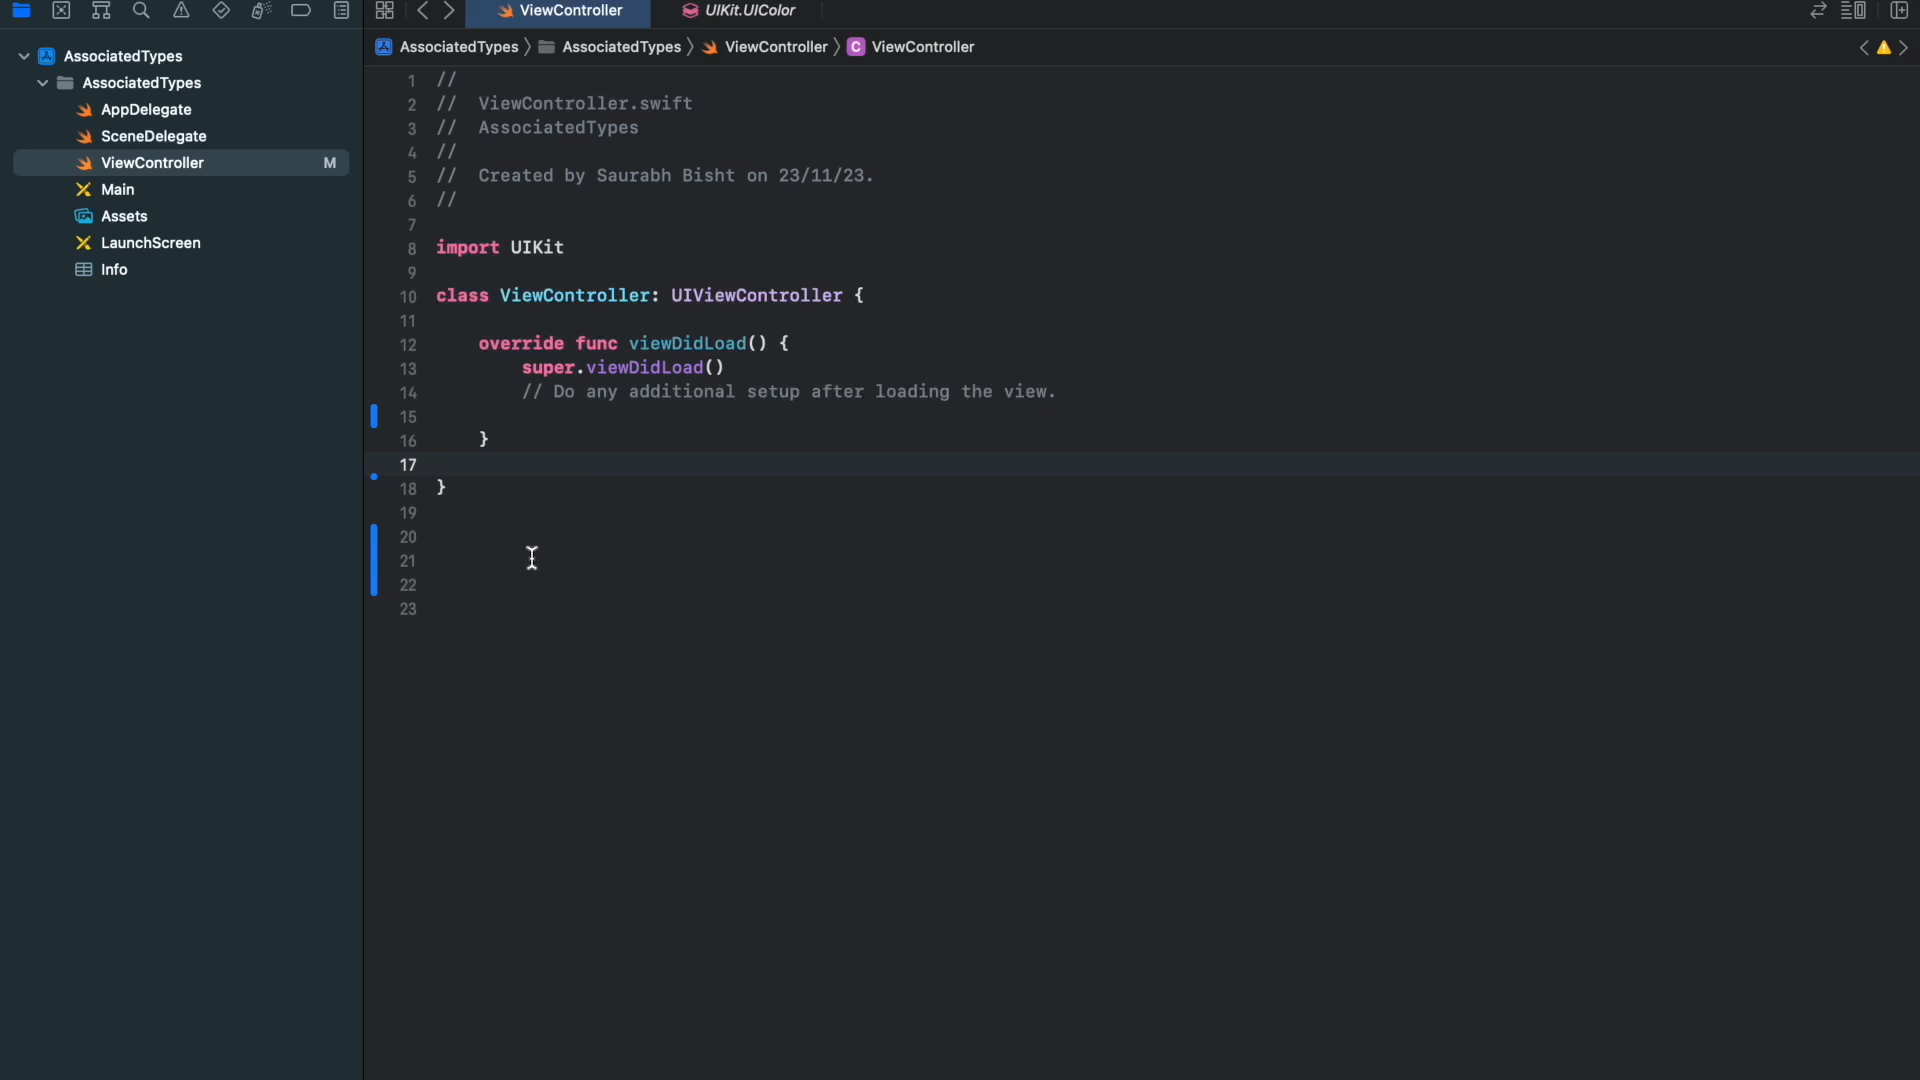 ViewController
UIKit.UIColor
AssociatedTypes
AssociatedTypes
AppDelegate
SceneDelegate
ViewController M
Main
Assets
LaunchScreen
Info
AssociatedTypes 〉 AssociatedTypes 〉 ViewController 〉 C ViewController
1 //
2 //  ViewController.swift
3 //  AssociatedTypes
4 //
5 //  Created by Saurabh Bisht on 23/11/23.
6 //
7
8 import UIKit
9
10 class ViewController: UIViewController {
11
12     override func viewDidLoad() {
13         super.viewDidLoad()
14         // Do any additional setup after loading the view.
15
16     }
17
18 }
19
20
21
22
23